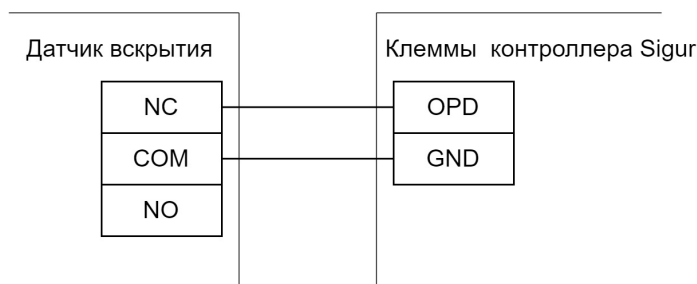 Датчик вскрытия
Клеммы контроллера Sigur
NC
OPD
COM
GND
NO